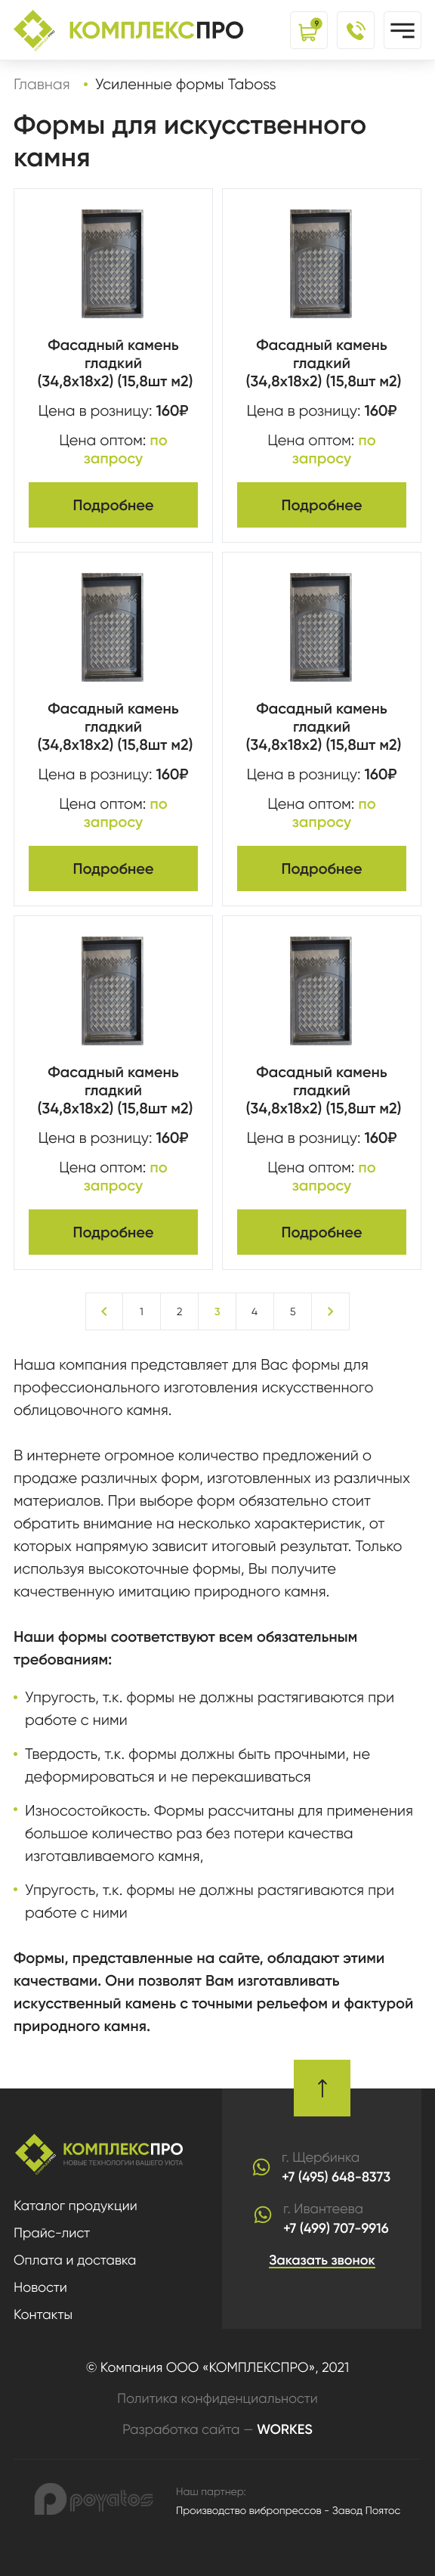 КОМПЛЕКСПРО
9
Главная • Усиленные формы Taboss
Формы для искусственного
камня
Фасадный камень
гладкий
(34,8х18х2) (15,8шт м2)
Цена в розницу: 160₽
Цена оптом: по
запросу
Подробнее
Фасадный камень
гладкий
(34,8х18х2) (15,8шт м2)
Цена в розницу: 160₽
Цена оптом: по
запросу
Подробнее
Фасадный камень
гладкий
(34,8х18х2) (15,8шт м2)
Цена в розницу: 160₽
Цена оптом: по
запросу
Подробнее
Фасадный камень
гладкий
(34,8х18х2) (15,8шт м2)
Цена в розницу: 160₽
Цена оптом: по
запросу
Подробнее
Фасадный камень
гладкий
(34,8х18х2) (15,8шт м2)
Цена в розницу: 160₽
Цена оптом: по
запросу
Подробнее
Фасадный камень
гладкий
(34,8х18х2) (15,8шт м2)
Цена в розницу: 160₽
Цена оптом: по
запросу
Подробнее
1 2 3 4 5
Наша компания представляет для Вас формы для
профессионального изготовления искусственного
облицовочного камня.
В интернете огромное количество предложений о
продаже различных форм, изготовленных из различных
материалов. При выборе форм обязательно стоит
обратить внимание на несколько характеристик, от
которых напрямую зависит итоговый результат. Только
используя высокоточные формы, Вы получите
качественную имитацию природного камня.
Наши формы соответствуют всем обязательным
требованиям:
• Упругость, т.к. формы не должны растягиваются при
работе с ними
• Твердость, т.к. формы должны быть прочными, не
деформироваться и не перекашиваться
• Износостойкость. Формы рассчитаны для применения
большое количество раз без потери качества
изготавливаемого камня,
• Упругость, т.к. формы не должны растягиваются при
работе с ними
Формы, представленные на сайте, обладают этими
качествами. Они позволят Вам изготавливать
искусственный камень с точными рельефом и фактурой
природного камня.
КОМПЛЕКСПРО
НОВЫЕ ТЕХНОЛОГИИ ВАШЕГО УЮТА
Каталог продукции
Прайс-лист
Оплата и доставка
Новости
Контакты
г. Щербинка
+7 (495) 648-8373
г. Ивантеева
+7 (499) 707-9916
Заказать звонок
© Компания ООО «КОМПЛЕКСПРО», 2021
Политика конфиденциальности
Разработка сайта — WORKES
poyatos
Наш партнер:
Производство вибропрессов - Завод Поятос